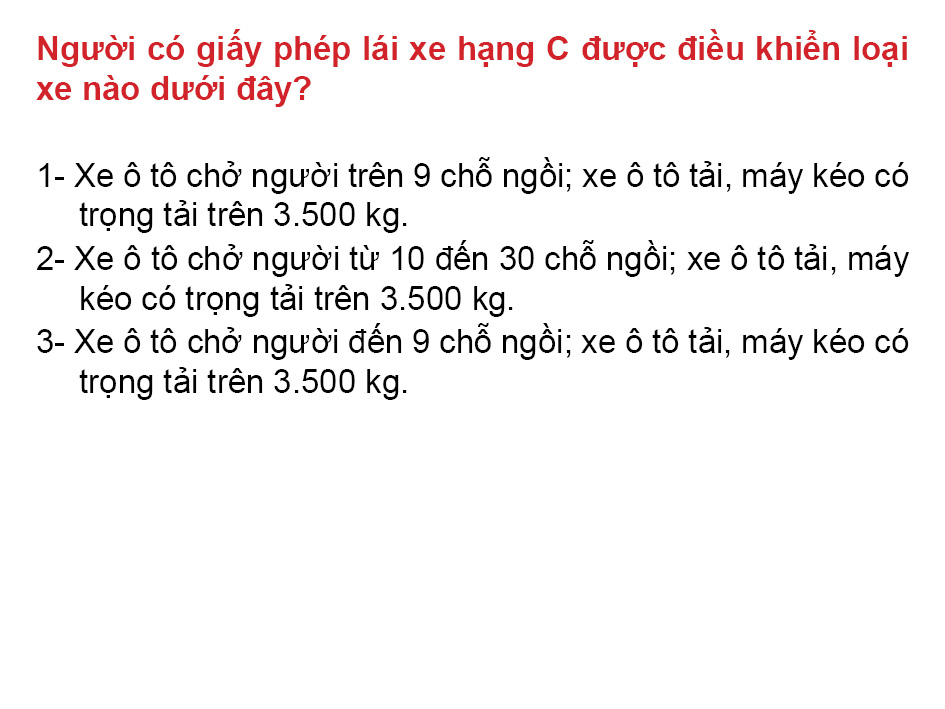 Người có giấy phép lái xe hạng C được điều khiển loại
xe nào dưới đây?
1- Xe ô tô chở người trên 9 chỗ ngồi; xe ô tô tải, máy kéo có
trọng tải trên 3.500 kg.
2- Xe ô tô chở người từ 10 đến 30 chỗ ngồi; xe ô tô tải, máy
kéo có trọng tải trên 3.500 kg.
3- Xe ô tô chở người đến 9 chỗ ngồi; xe ô tô tải, máy kéo có
trọng tải trên 3.500 kg.